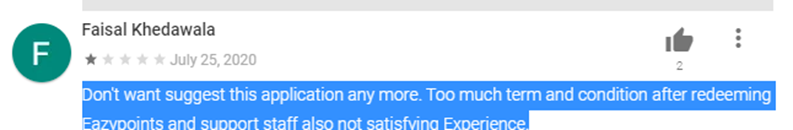 Faisal Khedawala
F
July 25, 2020
2
Don't want suggest this application any more. Too much term and condition after redeeming
Eazypoints and support staff also not satisfying Experience.